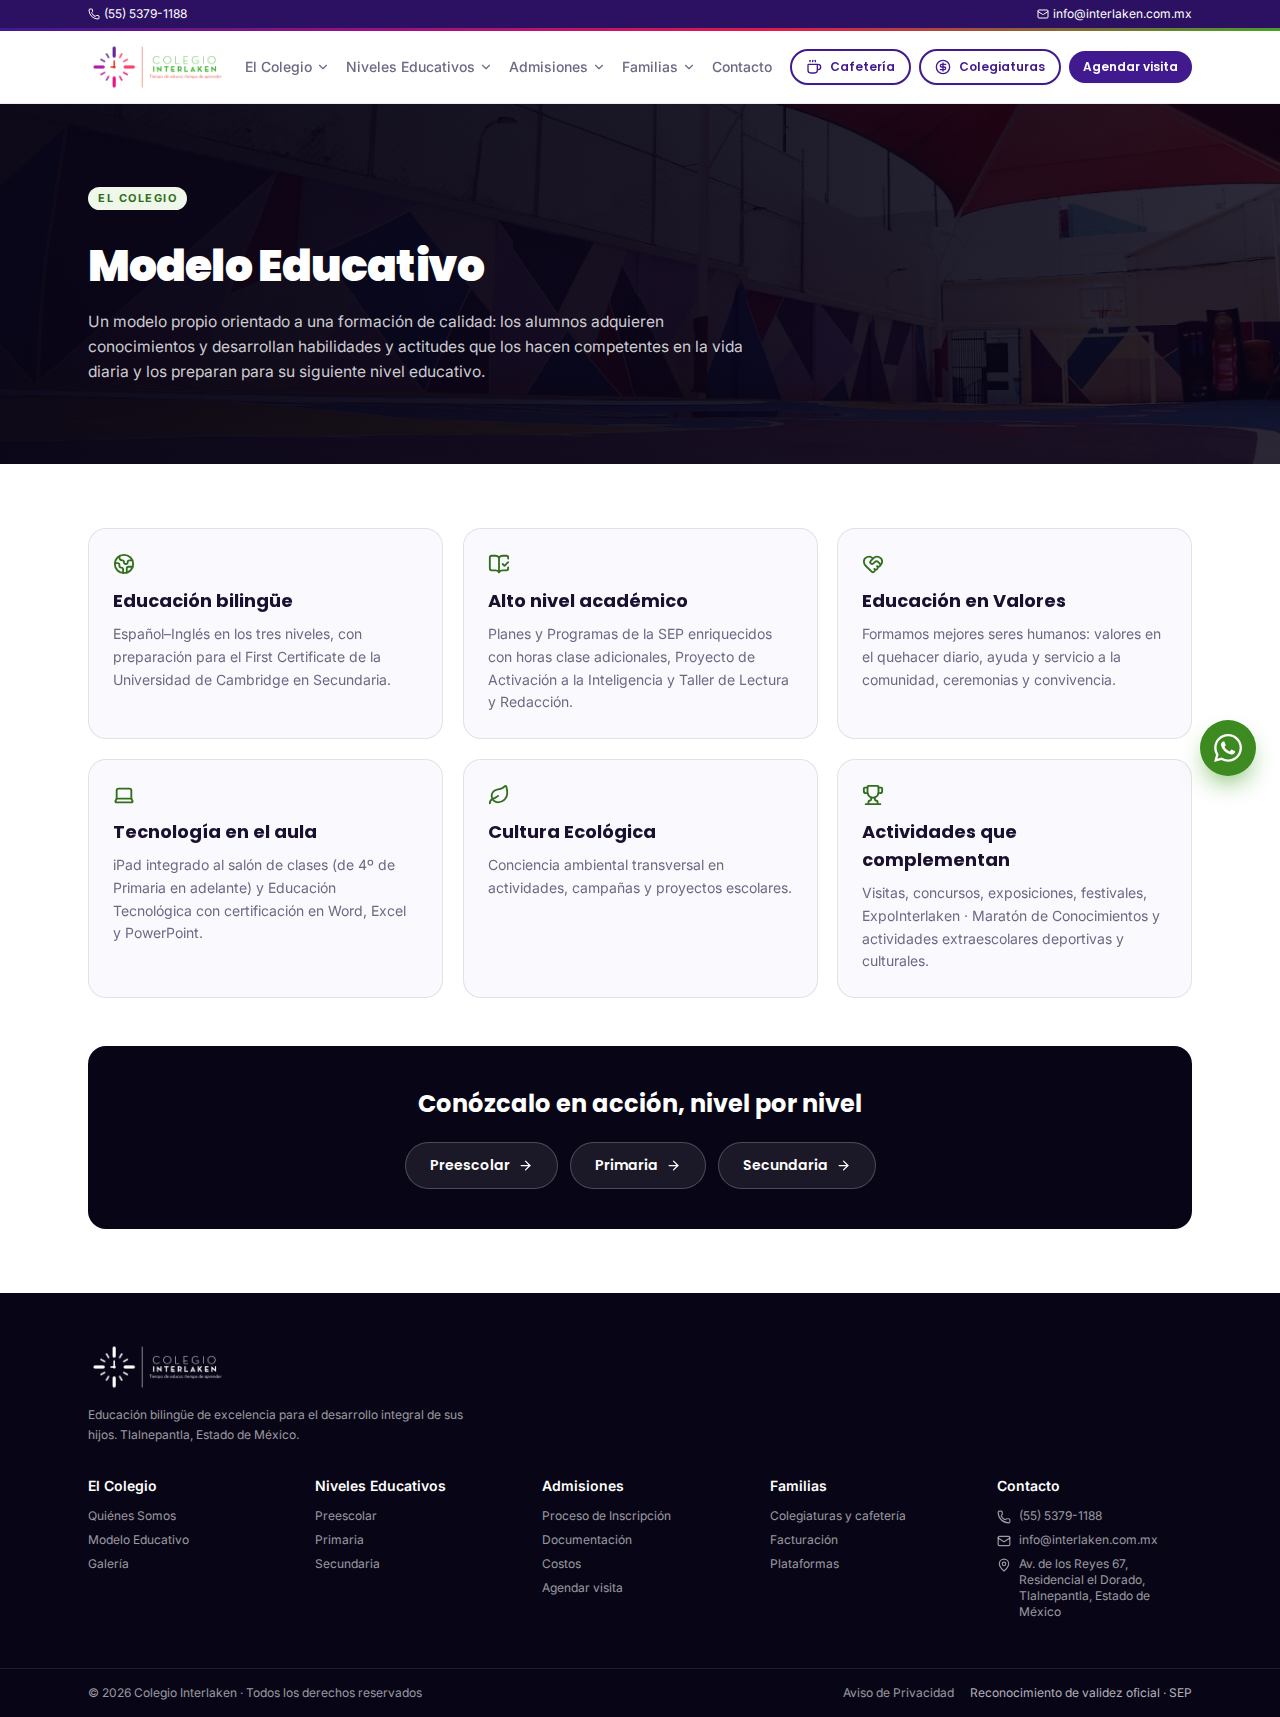 (55) 5379-1188
info@interlaken.com.mx
COLEGIO
INTERLAKEN
Tiempo de educar, tiempo de aprender
El Colegio
Niveles Educativos
Admisiones
Familias
Contacto
Cafetería
Colegiaturas
Agendar visita
EL COLEGIO
Modelo Educativo
Un modelo propio orientado a una formación de calidad: los alumnos adquieren
conocimientos y desarrollan habilidades y actitudes que los hacen competentes en la vida
diaria y los preparan para su siguiente nivel educativo.
Educación bilingüe
Español–Inglés en los tres niveles, con
preparación para el First Certificate de la
Universidad de Cambridge en Secundaria.
Alto nivel académico
Planes y Programas de la SEP enriquecidos
con horas clase adicionales, Proyecto de
Activación a la Inteligencia y Taller de Lectura
y Redacción.
Educación en Valores
Formamos mejores seres humanos: valores en
el quehacer diario, ayuda y servicio a la
comunidad, ceremonias y convivencia.
Tecnología en el aula
iPad integrado al salón de clases (de 4º de
Primaria en adelante) y Educación
Tecnológica con certificación en Word, Excel
y PowerPoint.
Cultura Ecológica
Conciencia ambiental transversal en
actividades, campañas y proyectos escolares.
Actividades que
complementan
Visitas, concursos, exposiciones, festivales,
ExpoInterlaken · Maratón de Conocimientos y
actividades extraescolares deportivas y
culturales.
Conózcalo en acción, nivel por nivel
Preescolar
Primaria
Secundaria
COLEGIO
INTERLAKEN
Tiempo de educar, tiempo de aprender
Educación bilingüe de excelencia para el desarrollo integral de sus
hijos. Tlalnepantla, Estado de México.
El Colegio
Quiénes Somos
Modelo Educativo
Galería
Niveles Educativos
Preescolar
Primaria
Secundaria
Admisiones
Proceso de Inscripción
Documentación
Costos
Agendar visita
Familias
Colegiaturas y cafetería
Facturación
Plataformas
Contacto
(55) 5379-1188
info@interlaken.com.mx
Av. de los Reyes 67,
Residencial el Dorado,
Tlalnepantla, Estado de
México
© 2026 Colegio Interlaken · Todos los derechos reservados
Aviso de Privacidad
Reconocimiento de validez oficial · SEP